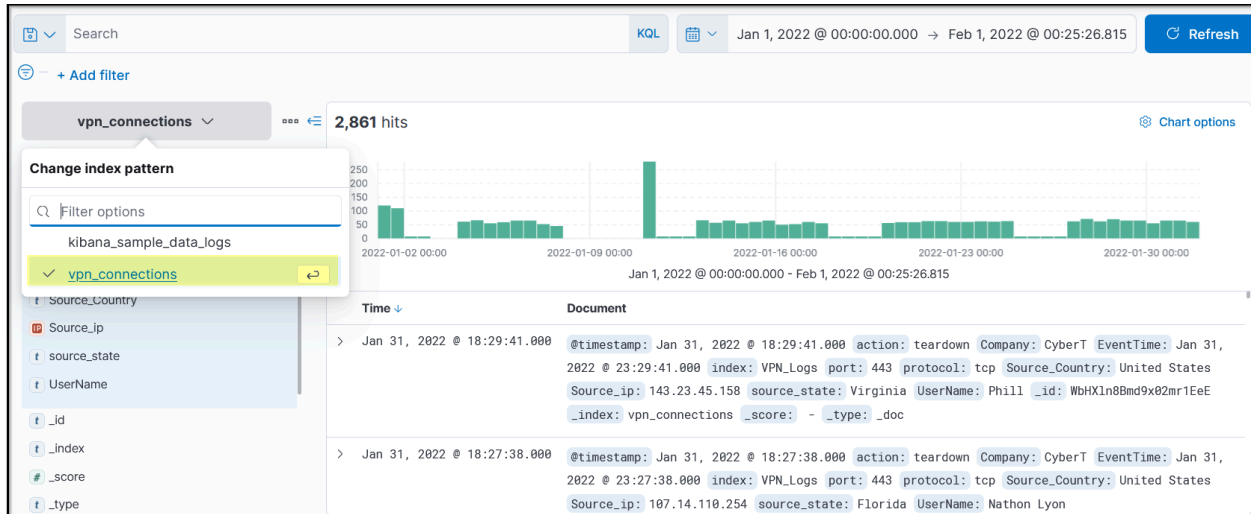 Search KQL Jan 1, 2022 @ 00:00:00.000 → Feb 1, 2022 @ 00:25:26.815 Refresh
+ Add filter
vpn_connections
2,861 hits Chart options
Change index pattern
Filter options
kibana_sample_data_logs
vpn_connections
Source_Country
IP Source_ip
t source_state
t UserName
t _id
t _index
# _score
t _type
250
200
150
100
50
0
2022-01-02 00:00 2022-01-09 00:00 2022-01-16 00:00 2022-01-23 00:00 2022-01-30 00:00
Jan 1, 2022 @ 00:00:00.000 - Feb 1, 2022 @ 00:25:26.815
Time Document
Jan 31, 2022 @ 18:29:41.000 @timestamp: Jan 31, 2022 @ 18:29:41.000 action: teardown Company: CyberT EventTime: Jan 31,
2022 @ 23:29:41.000 index: VPN_Logs port: 443 protocol: tcp Source_Country: United States
Source_ip: 143.23.45.158 source_state: Virginia UserName: Phill _id: WbHXln8Bmd9x02mr1EeE
_index: vpn_connections _score: - _type: _doc
Jan 31, 2022 @ 18:27:38.000 @timestamp: Jan 31, 2022 @ 18:27:38.000 action: teardown Company: CyberT EventTime: Jan 31,
2022 @ 23:27:38.000 index: VPN_Logs port: 443 protocol: tcp Source_Country: United States
Source_ip: 107.14.110.254 source_state: Florida UserName: Nathon Lyon